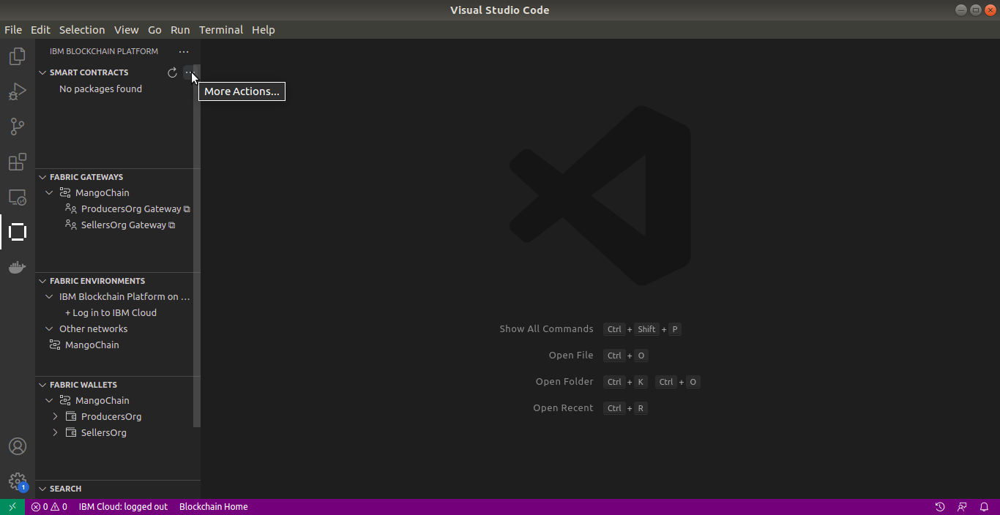 Visual Studio Code
File Edit Selection View Go Run Terminal Help
IBM BLOCKCHAIN PLATFORM ...
SMART CONTRACTS
More Actions...
No packages found
FABRIC GATEWAYS
MangoChain
ProducersOrg Gateway
SellersOrg Gateway
FABRIC ENVIRONMENTS
IBM Blockchain Platform on ...
+ Log in to IBM Cloud
Other networks
MangoChain
FABRIC WALLETS
MangoChain
ProducersOrg
SellersOrg
SEARCH
Show All Commands Ctrl + Shift + P
Open File Ctrl + O
Open Folder Ctrl + K Ctrl + O
Open Recent Ctrl + R
1
0 0 IBM Cloud: logged out Blockchain Home